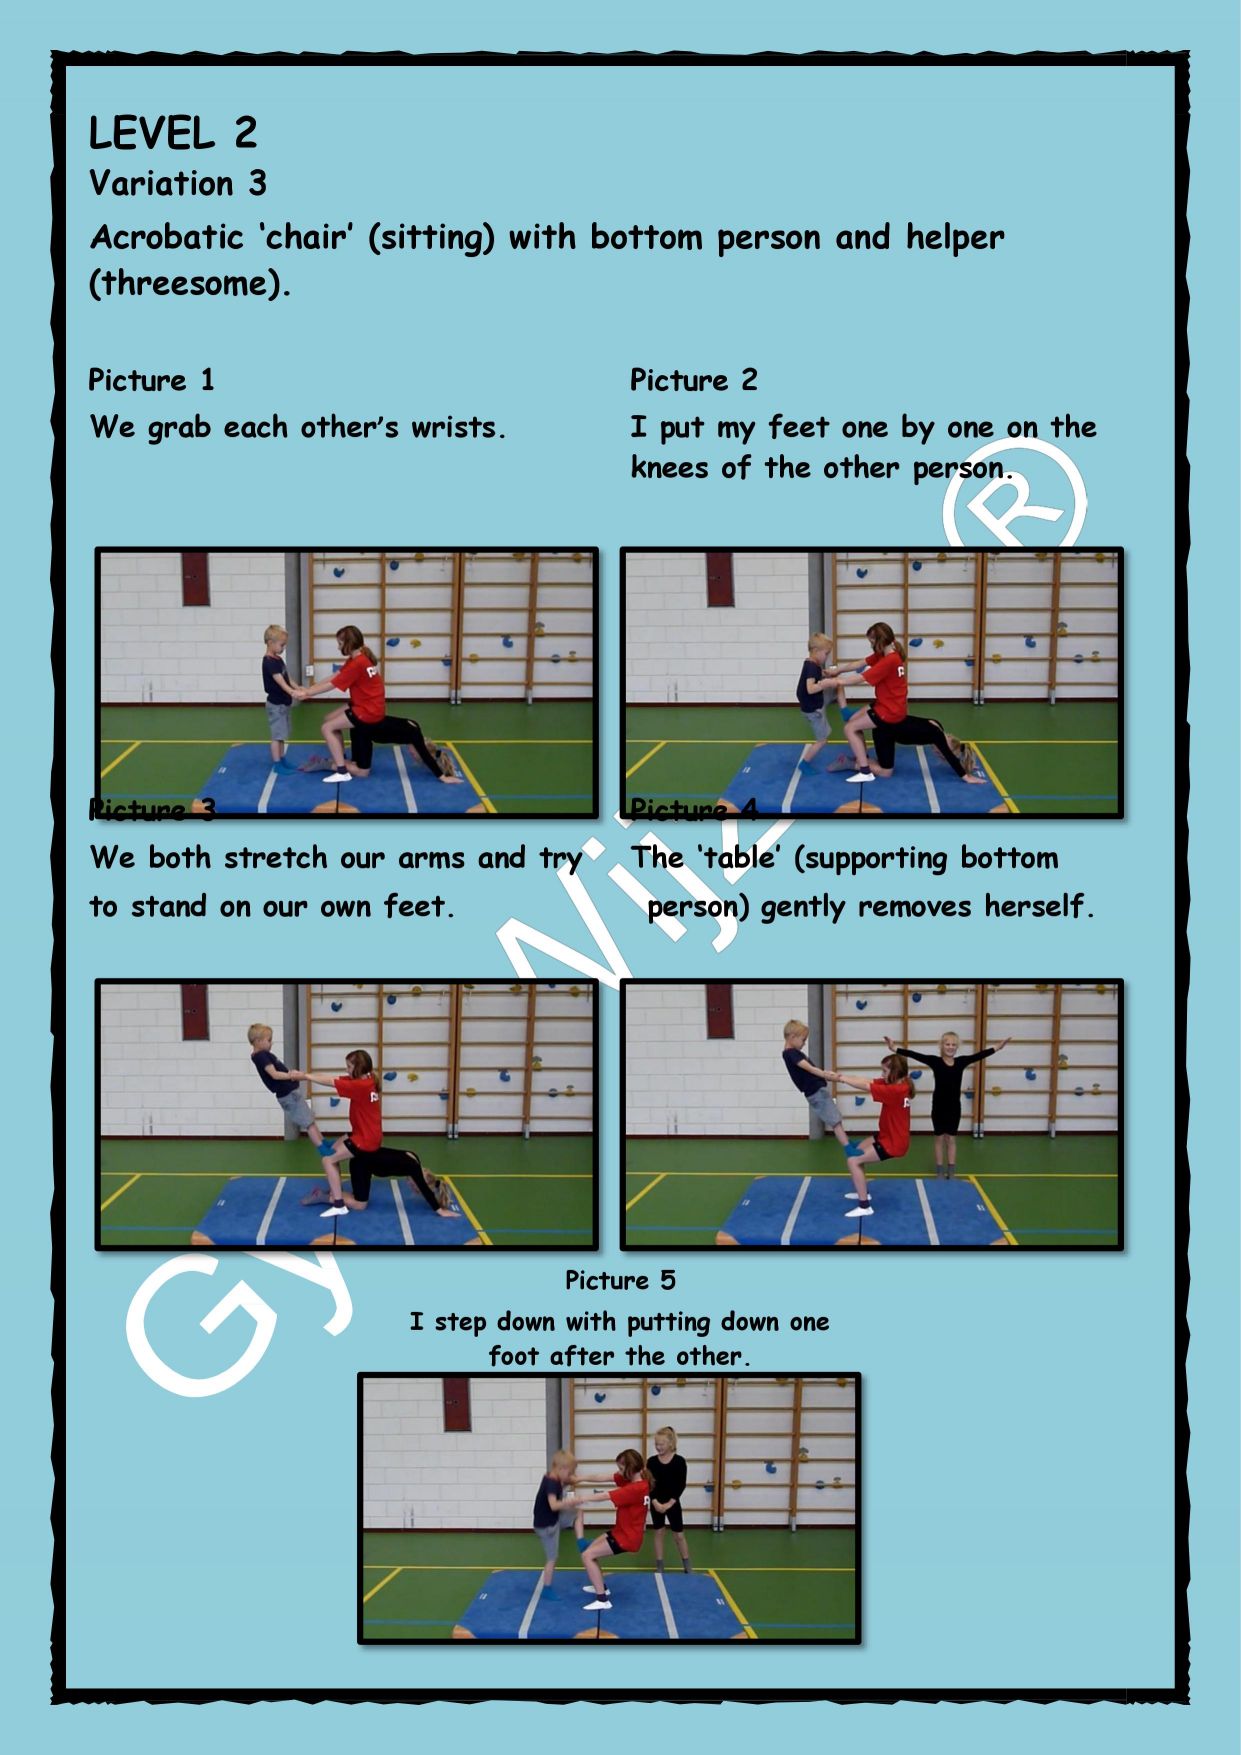 LEVEL 2
Variation 3
Acrobatic ‘chair’ (sitting) with bottom person and helper
(threesome).
Picture 1
We grab each other’s wrists.
Picture 2
I put my feet one by one on the
knees of the other person.
®
Picture 3
We both stretch our arms and try
to stand on our own feet.
Picture 4
The ‘table’ (supporting bottom
person) gently removes herself.
Picture 5
I step down with putting down one
foot after the other.